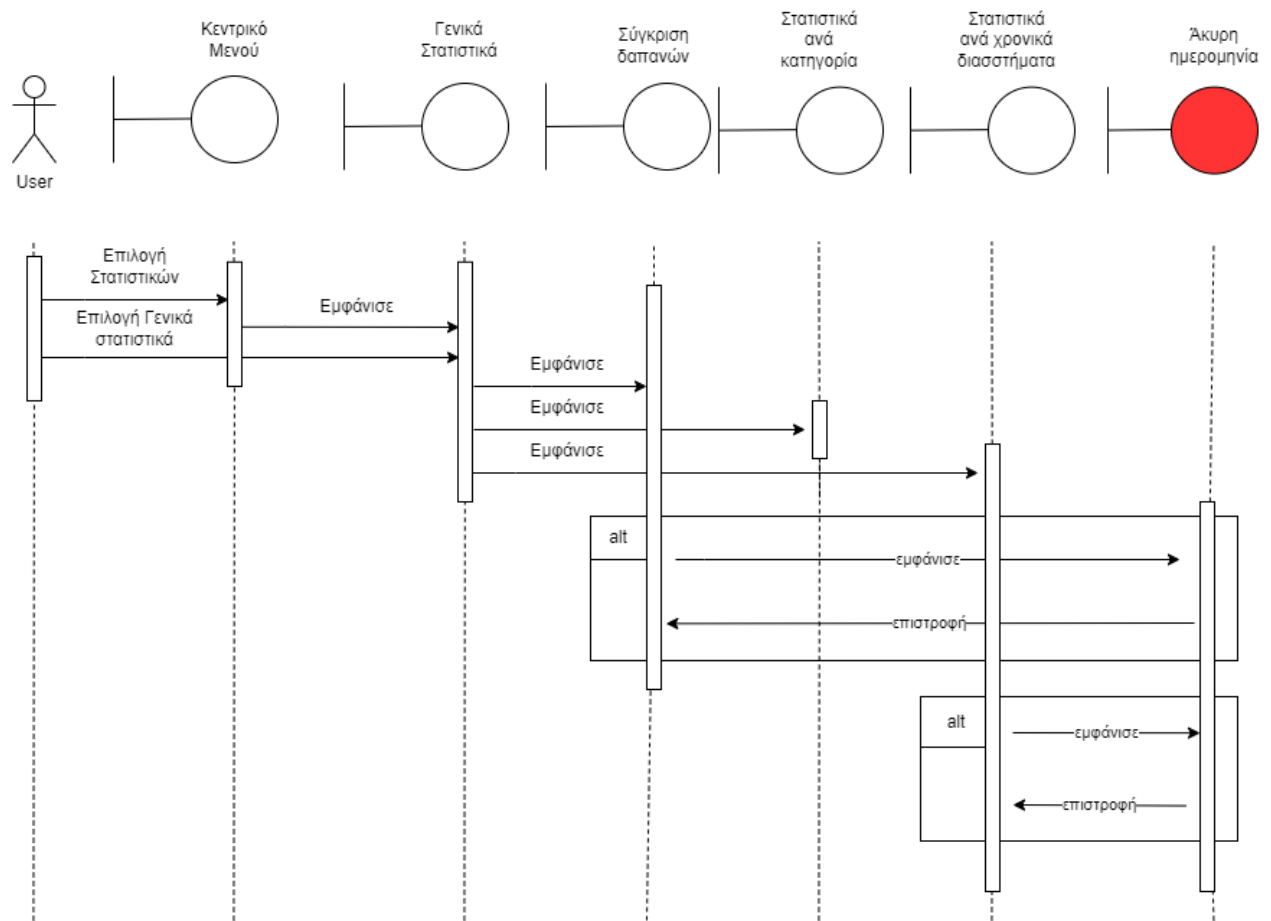 Κεντρικό
Μενού
Γενικά
Στατιστικά
Σύγκριση
δαπανών
Στατιστικά
ανά
κατηγορία
Στατιστικά
ανά χρονικά
διασστήματα
Άκυρη
ημερομηνία
User
Επιλογή
Στατιστικών
Εμφάνισε
Επιλογή Γενικά
στατιστικά
Εμφάνισε
Εμφάνισε
Εμφάνισε
alt
εμφάνισε
επιστροφή
alt
εμφάνισε
επιστροφή